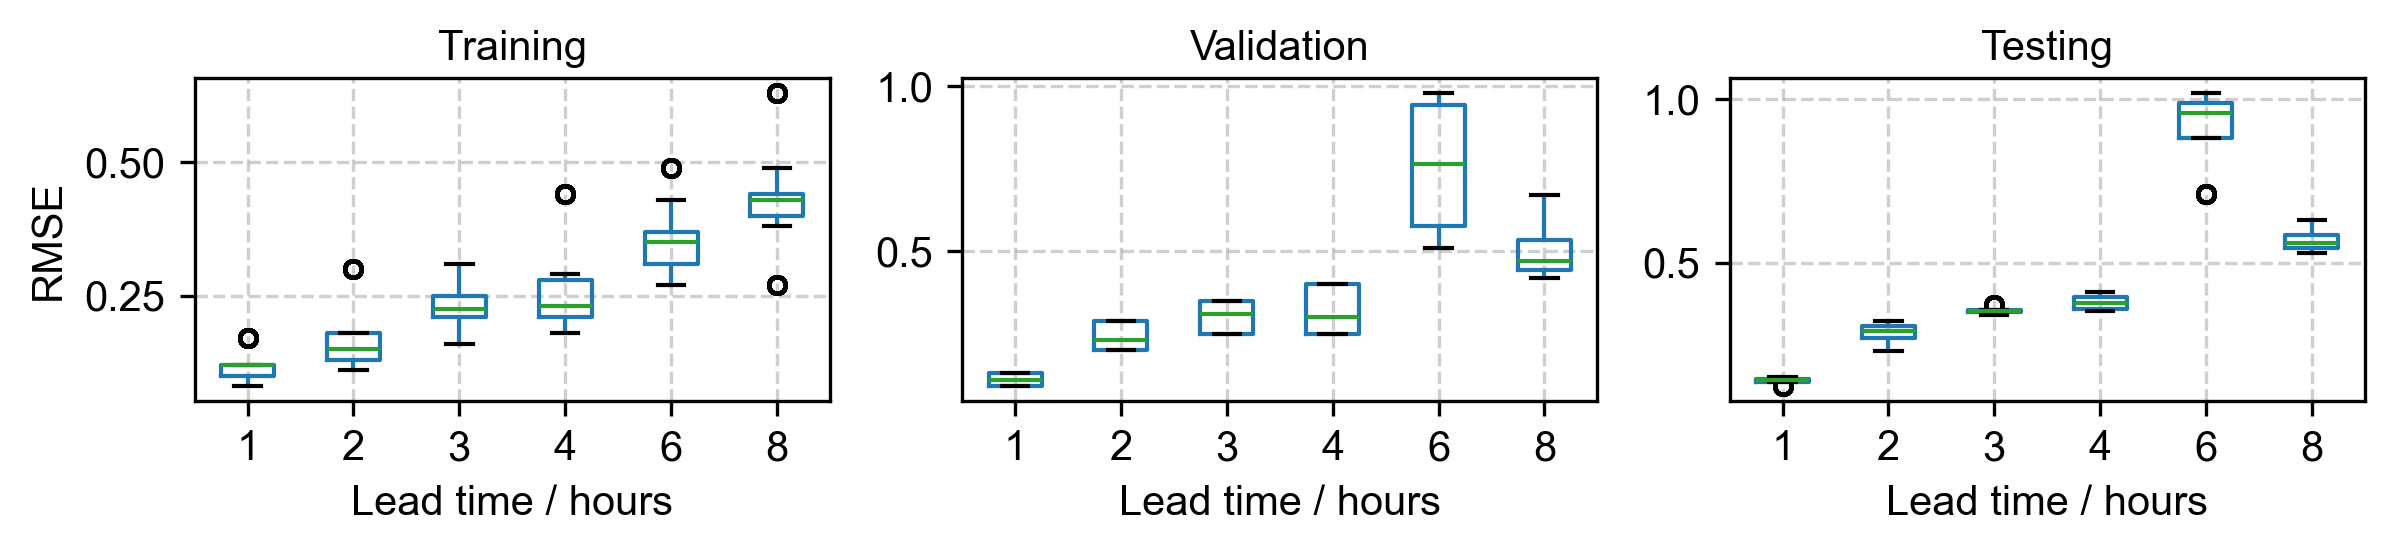 Training
Validation
Testing
RMSE
0.50
0.25
1 2 3 4 6 8
Lead time / hours
1.0
0.5
1 2 3 4 6 8
Lead time / hours
1.0
0.5
1 2 3 4 6 8
Lead time / hours